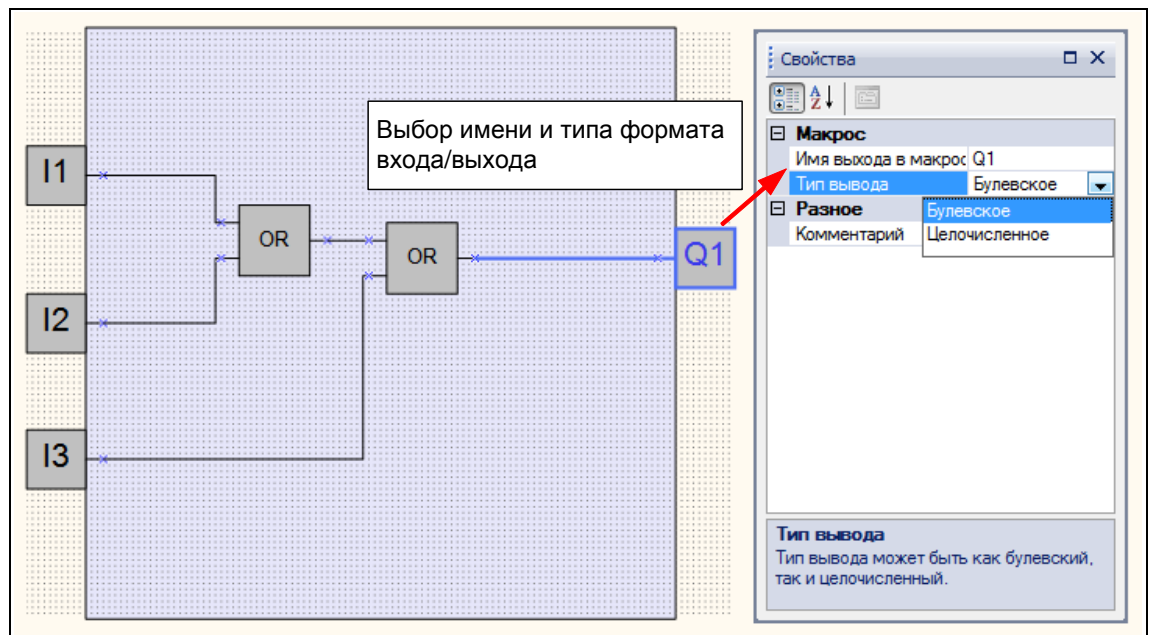 I1
I2
I3
OR
OR
Q1
Выбор имени и типа формата
входа/выхода
Свойства
A
Z
Макрос
Имя выхода в макрос Q1
Тип вывода Булевское
Булевское
Целочисленное
Разное
Комментарий
Тип вывода
Тип вывода может быть как булевский,
так и целочисленный.